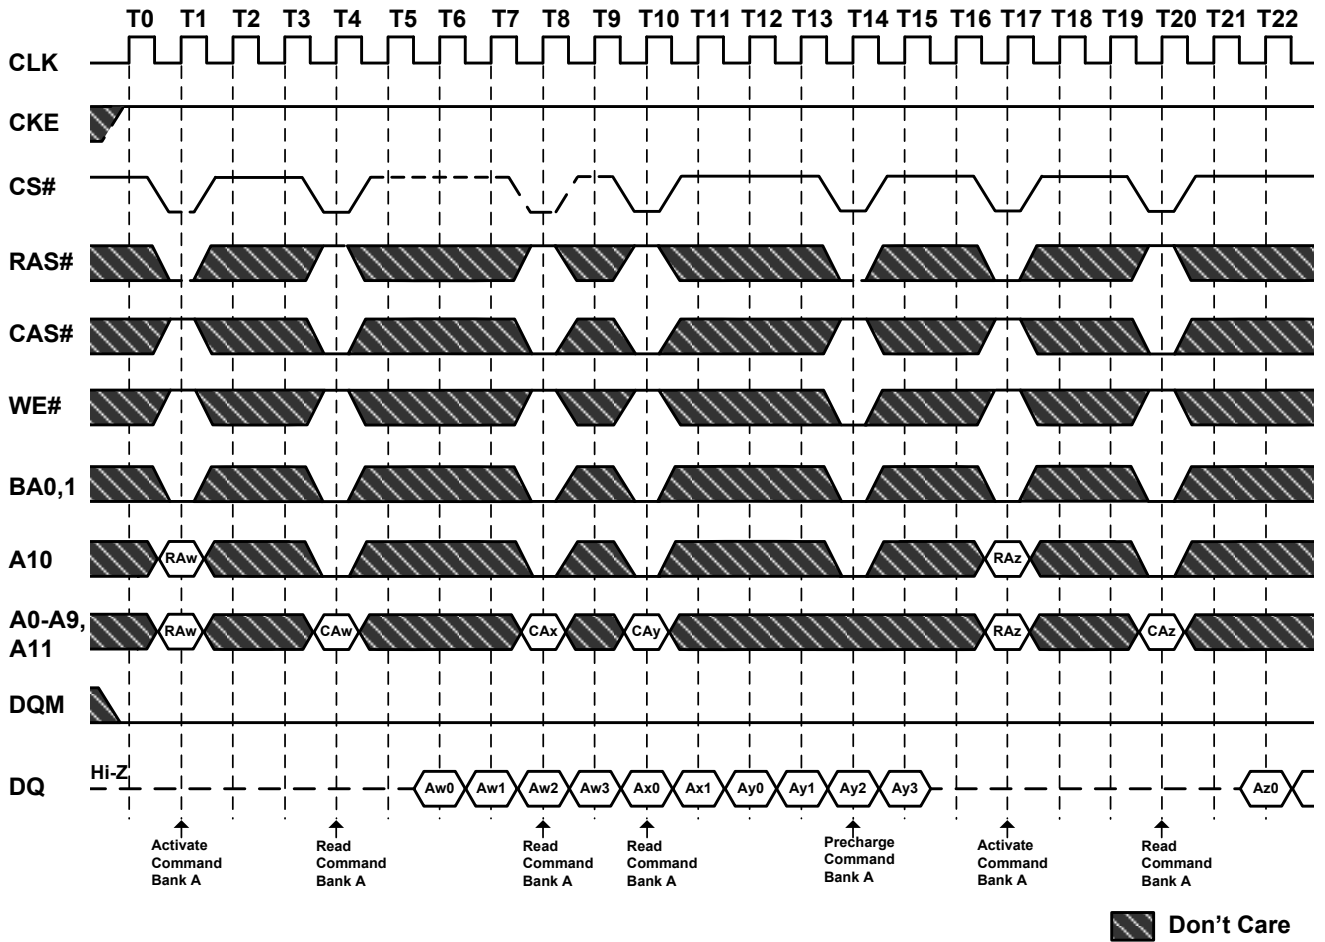 T0 T1 T2 T3 T4 T5 T6 T7 T8 T9 T10 T11 T12 T13 T14 T15 T16 T17 T18 T19 T20 T21 T22
CLK
CKE
CS#
RAS#
CAS#
WE#
BA0,1
A10
RAw RAz
A0-A9,
A11
RAw CAw CAx CAy RAz CAz
DQM
DQ
Hi-Z
Aw0 Aw1 Aw2 Aw3 Ax0 Ax1 Ay0 Ay1 Ay2 Ay3 Az0
Activate
Command
Bank A
Read
Command
Bank A
Read
Command
Bank A
Read
Command
Bank A
Precharge
Command
Bank A
Activate
Command
Bank A
Read
Command
Bank A
Don't Care